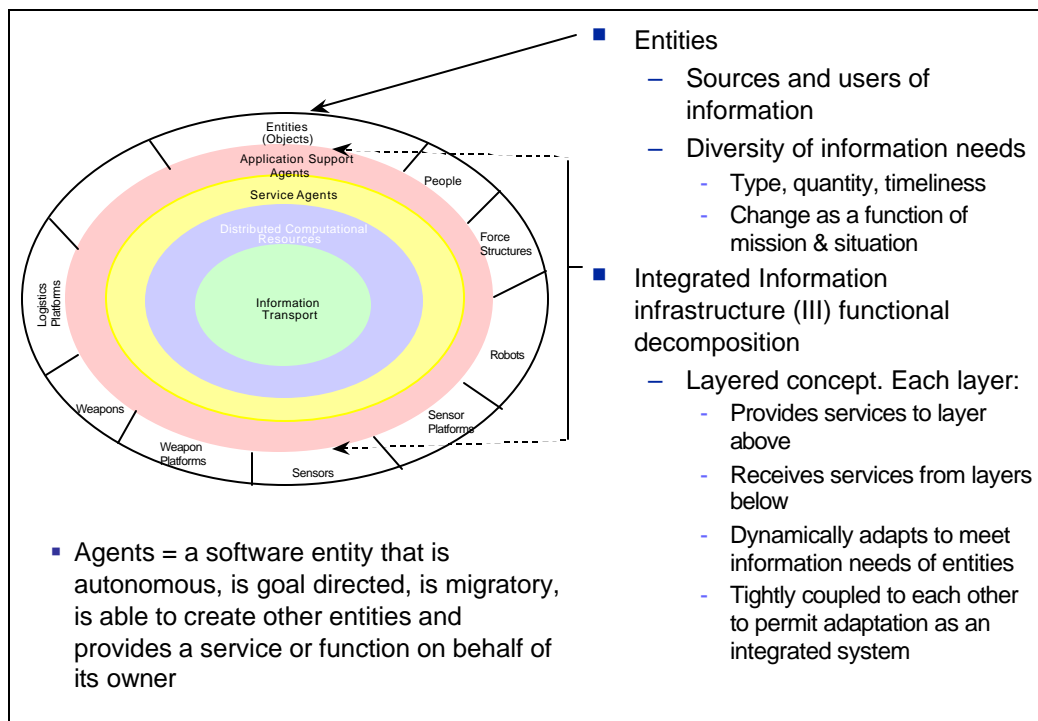 Entities
(Objects)
Application Support
Agents
People
Service Agents
Distributed Computational
Resources
Force
Structures
Information
Transport
Logistics
Platforms
Robots
Weapons
Sensor
Platforms
Weapon
Platforms
Sensors
▪ Agents = a software entity that is
autonomous, is goal directed, is migratory,
is able to create other entities and
provides a service or function on behalf of
its owner
▪ Entities
– Sources and users of
information
– Diversity of information needs
- Type, quantity, timeliness
- Change as a function of
mission & situation
▪ Integrated Information
infrastructure (III) functional
decomposition
– Layered concept. Each layer:
- Provides services to layer
above
- Receives services from layers
below
- Dynamically adapts to meet
information needs of entities
- Tightly coupled to each other
to permit adaptation as an
integrated system